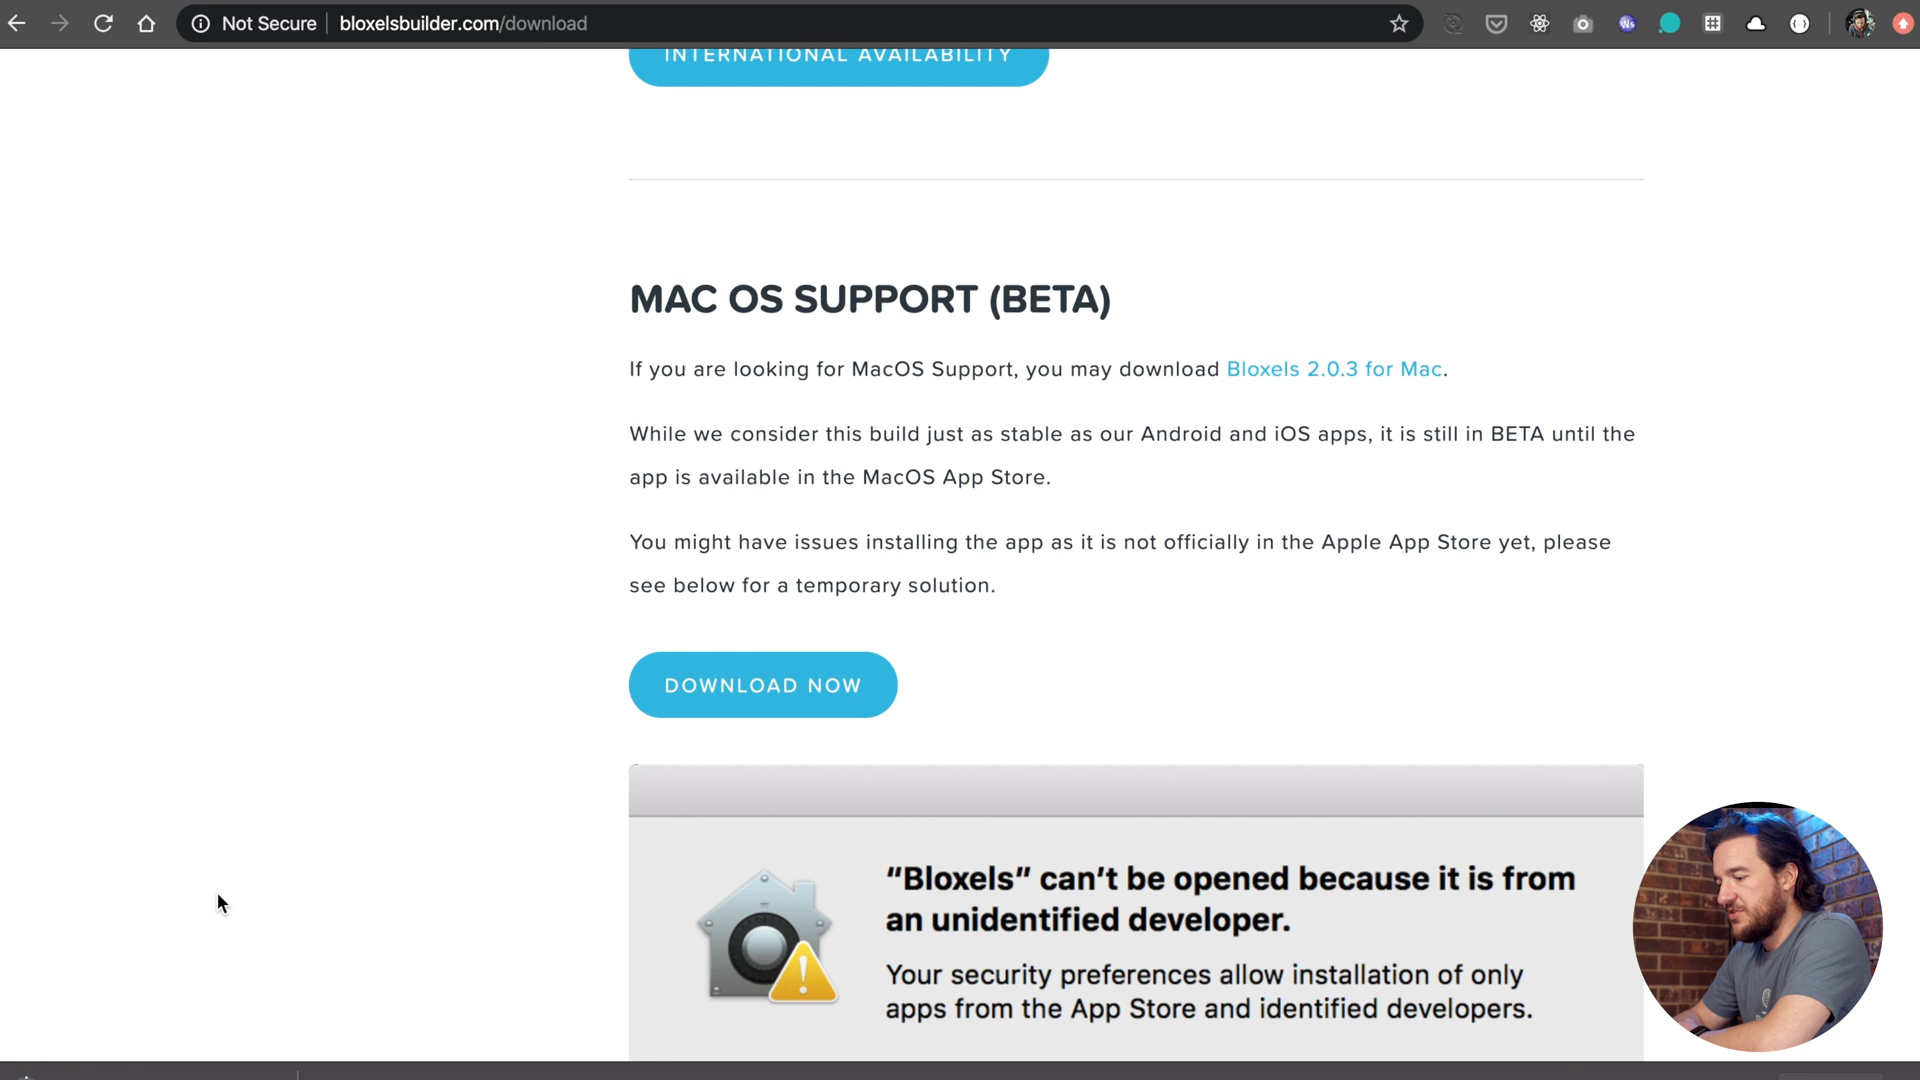 Not Secure
bloxelsbuilder.com/download
Ws
INTERNATIONAL AVAILABILITY
MAC OS SUPPORT (BETA)
If you are looking for MacOS Support, you may download Bloxels 2.0.3 for Mac.
While we consider this build just as stable as our Android and iOS apps, it is still in BETA until the
app is available in the MacOS App Store.
You might have issues installing the app as it is not officially in the Apple App Store yet, please
see below for a temporary solution.
DOWNLOAD NOW
“Bloxels” can’t be opened because it is from
an unidentified developer.
Your security preferences allow installation of only
apps from the App Store and identified developers.